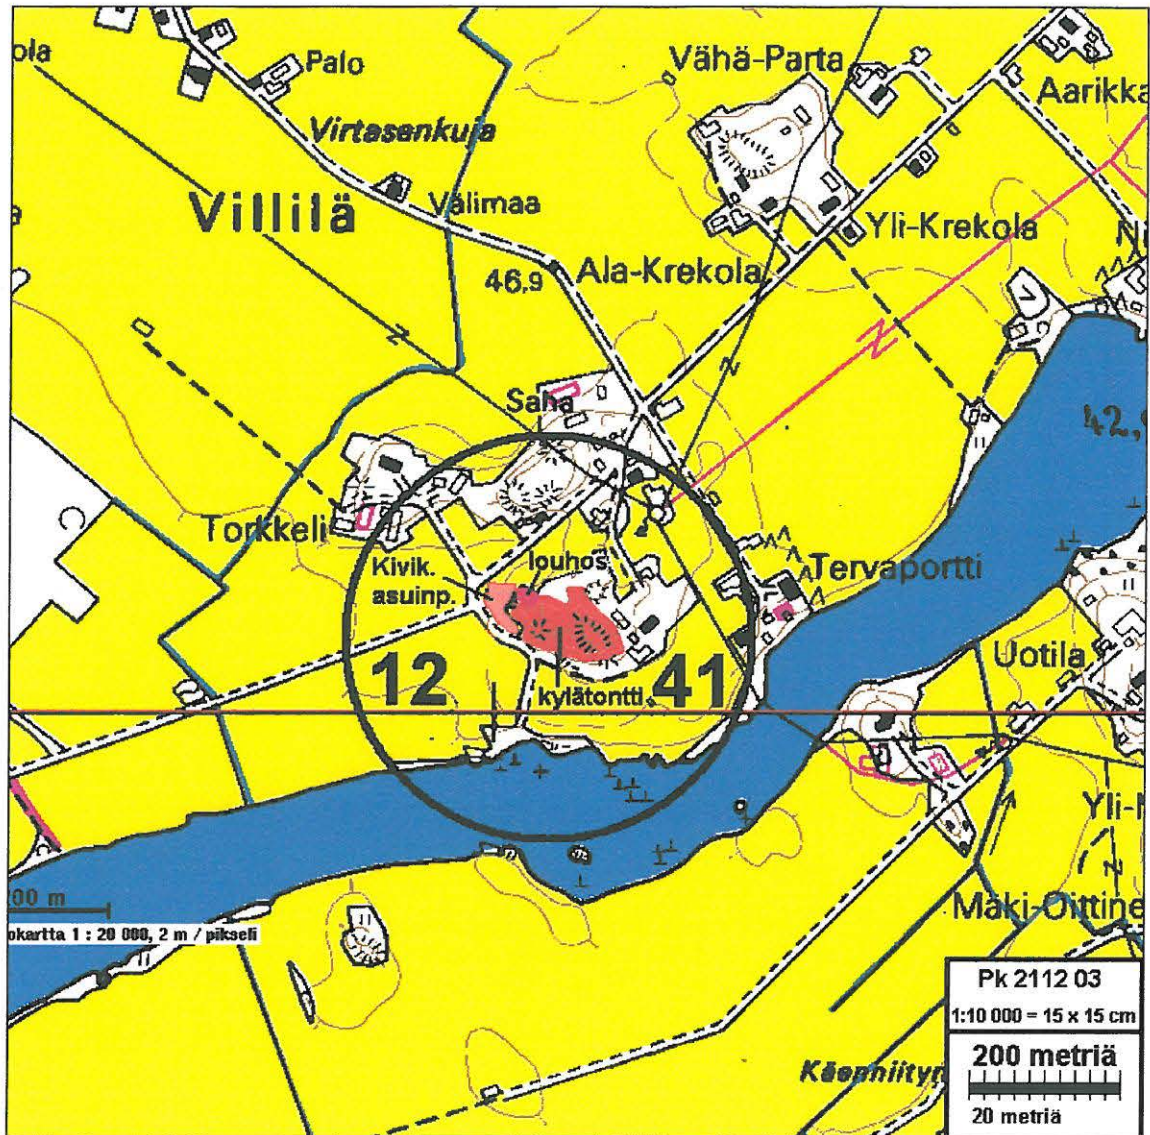 ola
Palo
Vähä-Parta
Aarikka
Virtasenkuja
Villilä
Välimaa
Yli-Krekola
46,9
Ala-Krekola
Saha
42,
Torkkeli
Kivik.
asuinp.
louhos
Tervaportti
12
41
kylätontti
Uotila
Yli-
00 m
okartta 1 : 20 000, 2 m / pikseli
Mäki-Oittine
Pk 2112 03
1:10 000 = 15 x 15 cm
200 metriä
20 metriä